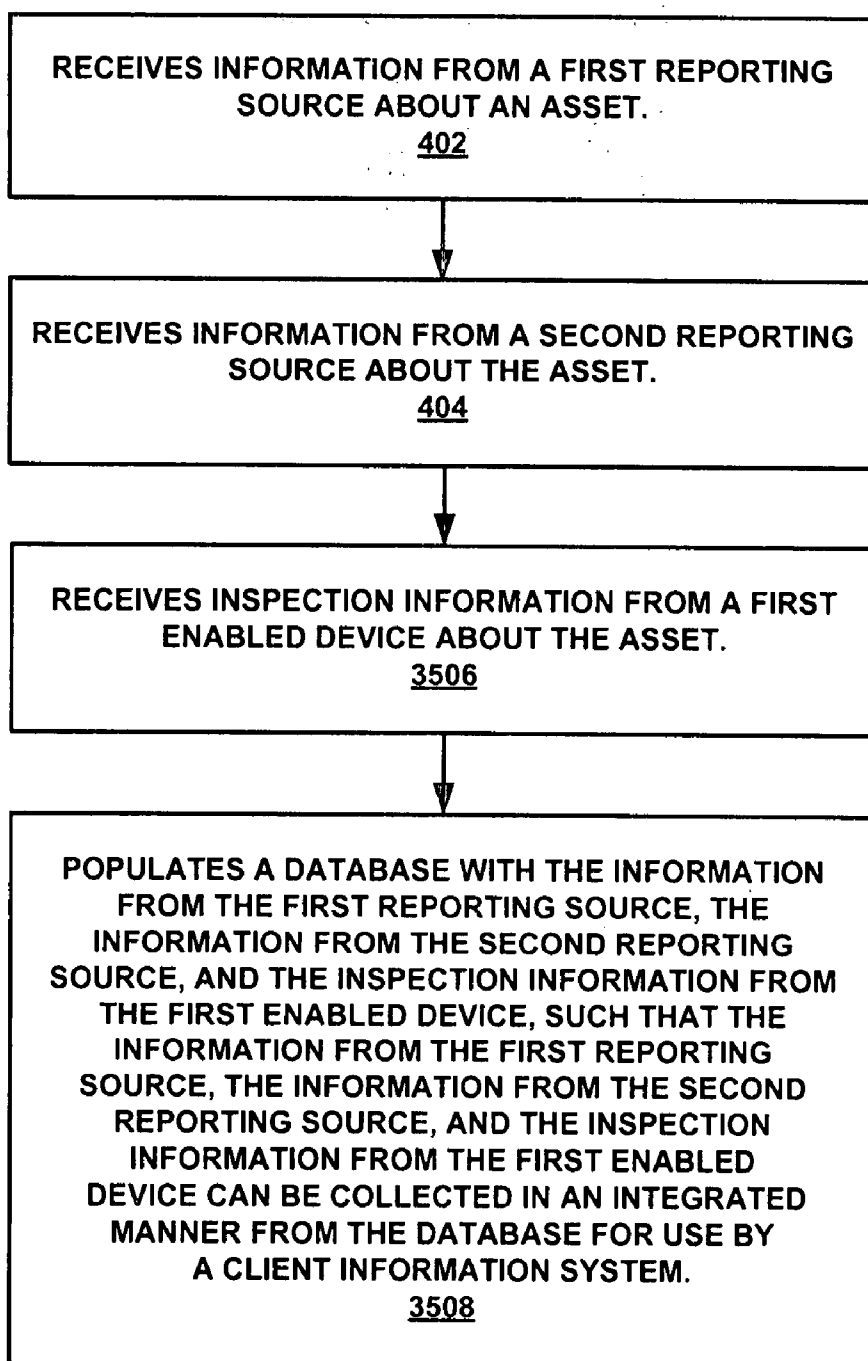 RECEIVES INFORMATION FROM A FIRST REPORTING
SOURCE ABOUT AN ASSET.
402
RECEIVES INFORMATION FROM A SECOND REPORTING
SOURCE ABOUT THE ASSET.
404
RECEIVES INSPECTION INFORMATION FROM A FIRST
ENABLED DEVICE ABOUT THE ASSET.
3506
POPULATES A DATABASE WITH THE INFORMATION
FROM THE FIRST REPORTING SOURCE, THE
INFORMATION FROM THE SECOND REPORTING
SOURCE, AND THE INSPECTION INFORMATION FROM
THE FIRST ENABLED DEVICE, SUCH THAT THE
INFORMATION FROM THE FIRST REPORTING
SOURCE, THE INFORMATION FROM THE SECOND
REPORTING SOURCE, AND THE INSPECTION
INFORMATION FROM THE FIRST ENABLED
DEVICE CAN BE COLLECTED IN AN INTEGRATED
MANNER FROM THE DATABASE FOR USE BY
A CLIENT INFORMATION SYSTEM.
3508